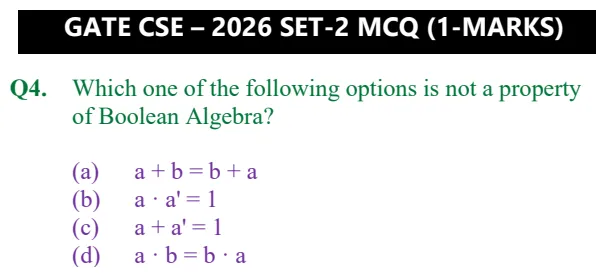 GATE CSE – 2026 SET-2 MCQ (1-MARKS)
Q4. Which one of the following options is not a property
of Boolean Algebra?
(a) a + b = b + a
(b) a · a' = 1
(c) a + a' = 1
(d) a · b = b · a